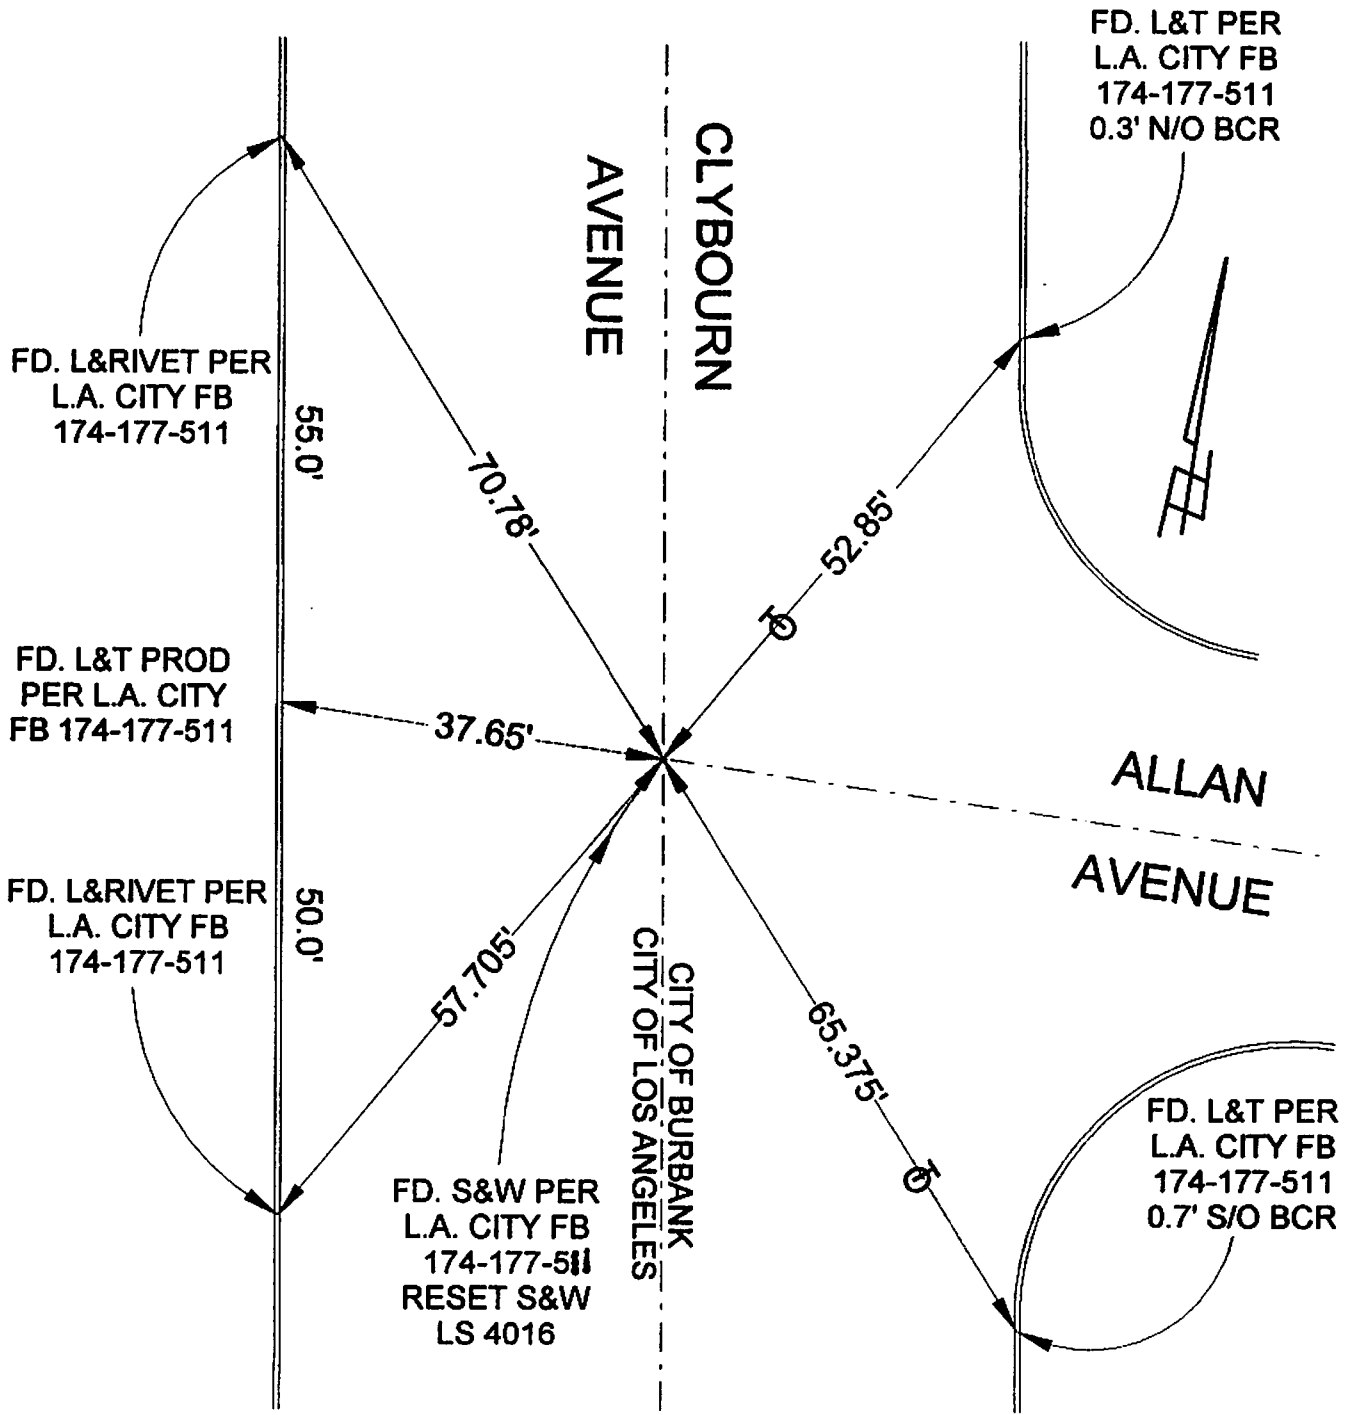 FD. L&T PER
L.A. CITY FB
174-177-511
0.3' N/O BCR
CLYBOURN
AVENUE
FD. L&RIVET PER
L.A. CITY FB
174-177-511
55.0'
70.78'
52.85'
FD. L&T PROD
PER L.A. CITY
FB 174-177-511
37.65'
ALLAN
AVENUE
FD. L&RIVET PER
L.A. CITY FB
174-177-511
50.0'
57.705'
65.375'
CITY OF BURBANK
CITY OF LOS ANGELES
FD. S&W PER
L.A. CITY FB
174-177-511
RESET S&W
LS 4016
FD. L&T PER
L.A. CITY FB
174-177-511
0.7' S/O BCR